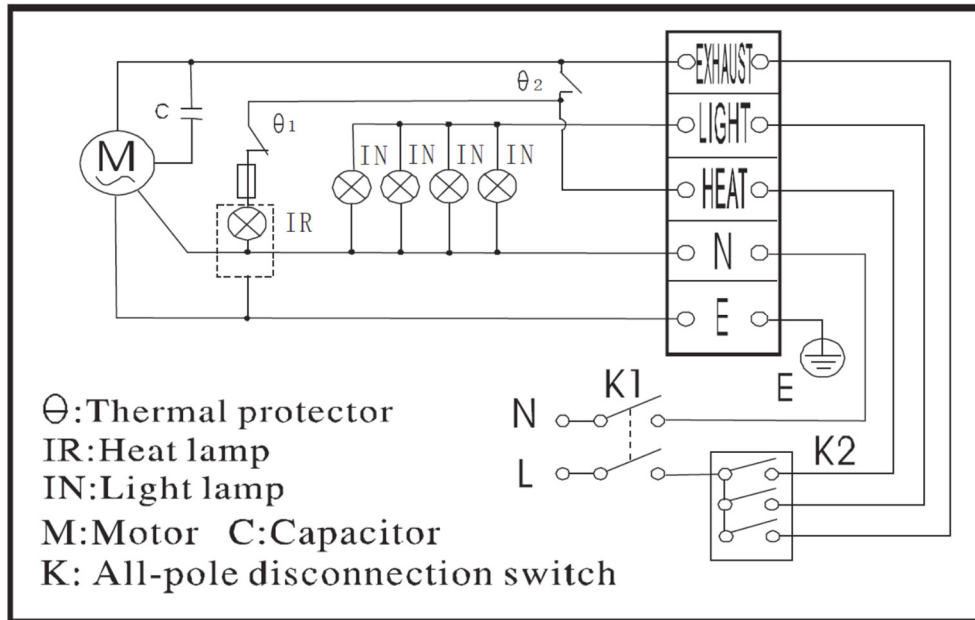 EXHAUST
θ2
C
θ1
LIGHT
IN IN IN IN
M
HEAT
IR
N
E
E
K1
N
K2
L
θ:Thermal protector
IR:Heat lamp
IN:Light lamp
M:Motor C:Capacitor
K: All-pole disconnection switch